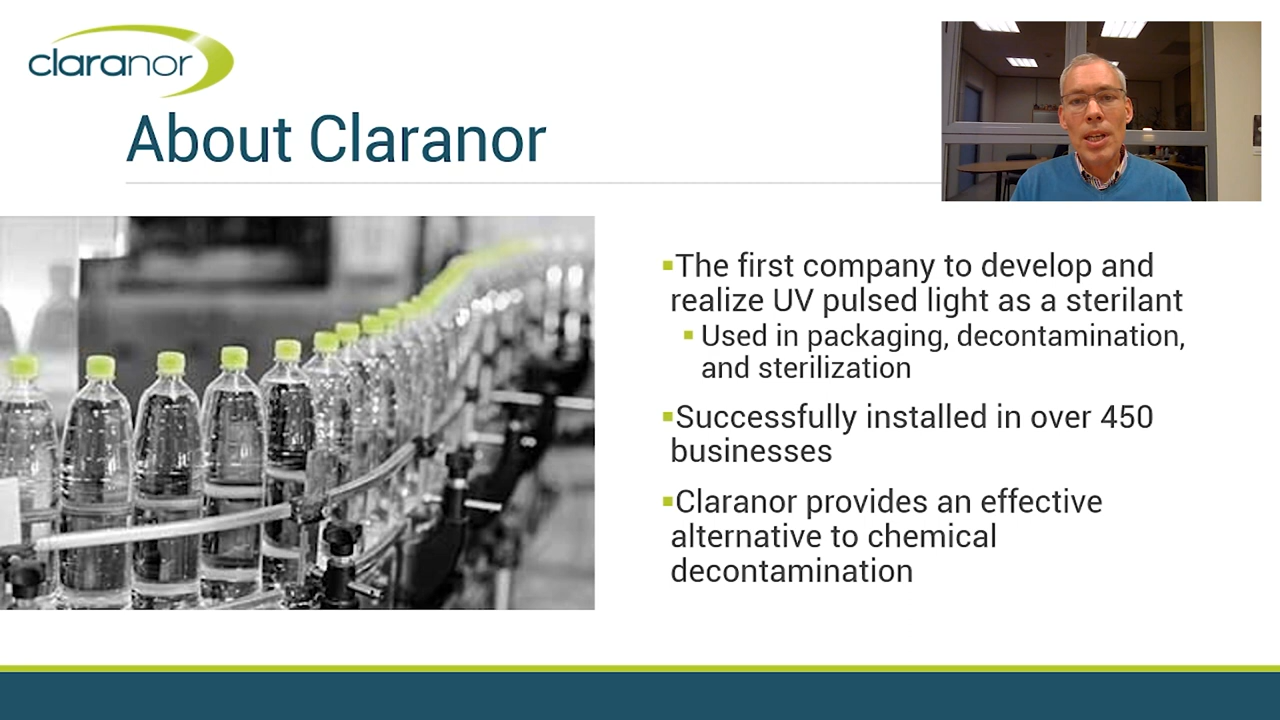 claranor
About Claranor
▪The first company to develop and
realize UV pulsed light as a sterilant
▪ Used in packaging, decontamination,
and sterilization
▪Successfully installed in over 450
businesses
▪Claranor provides an effective
alternative to chemical
decontamination